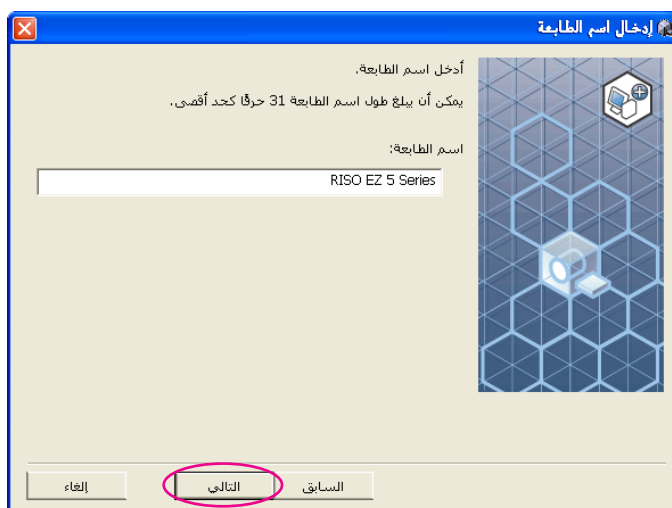 إدخال اسم الطابعة
أدخل اسم الطابعة.
يمكن أن يبلغ طول اسم الطابعة 31 حرفًا كحد أقصى.
اسم الطابعة:
RISO EZ 5 Series
السابق
التالي
إلغاء